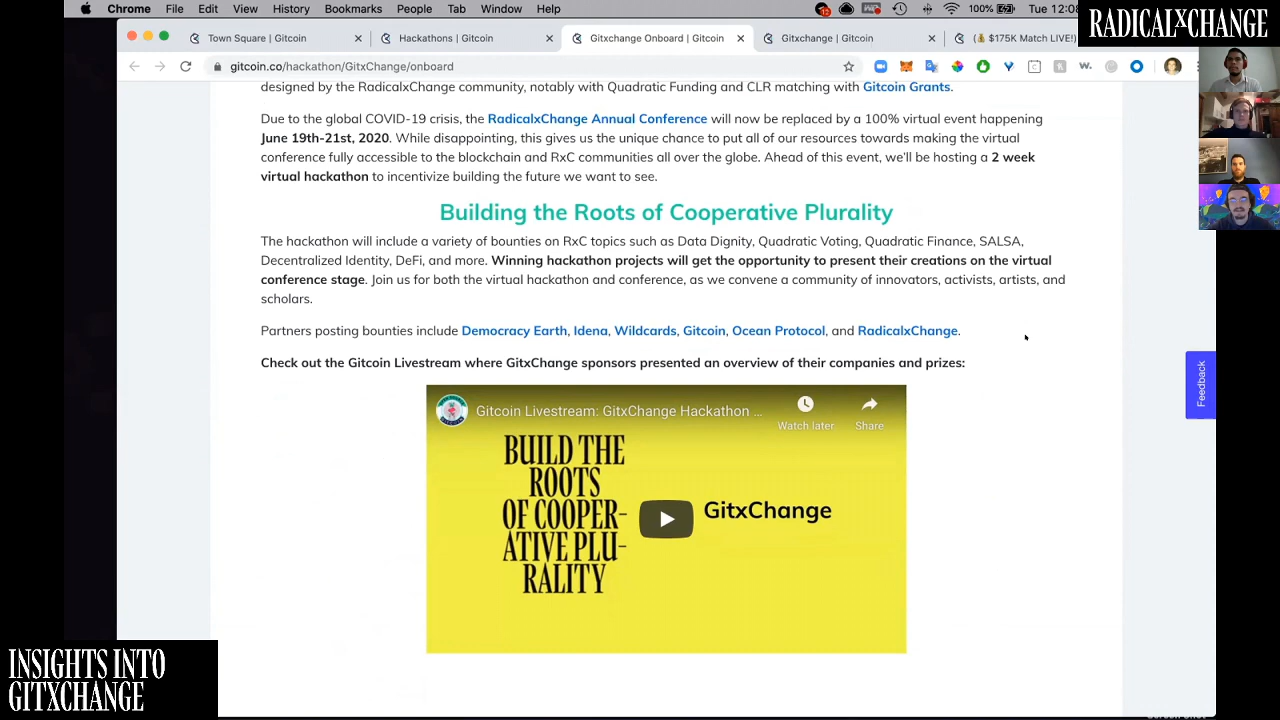 Chrome File Edit View History Bookmarks People Tab Window Help 100% Tue 12:08
RADICALXCHANGE
Town Square | Gitcoin
Hackathons | Gitcoin
Gitxchange Onboard | Gitcoin
Gitxchange | Gitcoin
(💰 $175K Match LIVE!)
gitcoin.co/hackathon/GitxChange/onboard
designed by the RadicalxChange community, notably with Quadratic Funding and CLR matching with Gitcoin Grants.
Due to the global COVID-19 crisis, the RadicalxChange Annual Conference will now be replaced by a 100% virtual event happening
June 19th-21st, 2020. While disappointing, this gives us the unique chance to put all of our resources towards making the virtual
conference fully accessible to the blockchain and RxC communities all over the globe. Ahead of this event, we'll be hosting a 2 week
virtual hackathon to incentivize building the future we want to see.
Building the Roots of Cooperative Plurality
The hackathon will include a variety of bounties on RxC topics such as Data Dignity, Quadratic Voting, Quadratic Finance, SALSA,
Decentralized Identity, DeFi, and more. Winning hackathon projects will get the opportunity to present their creations on the virtual
conference stage. Join us for both the virtual hackathon and conference, as we convene a community of innovators, activists, artists, and
scholars.
Partners posting bounties include Democracy Earth, Idena, Wildcards, Gitcoin, Ocean Protocol, and RadicalxChange.
Check out the Gitcoin Livestream where GitxChange sponsors presented an overview of their companies and prizes:
Feedback
Gitcoin Livestream: GitxChange Hackathon ...
Watch later
Share
BUILD THE
ROOTS
OF COOPER-
ATIVE PLU-
RALITY
GitxChange
INSIGHTS INTO
GITXCHANGE